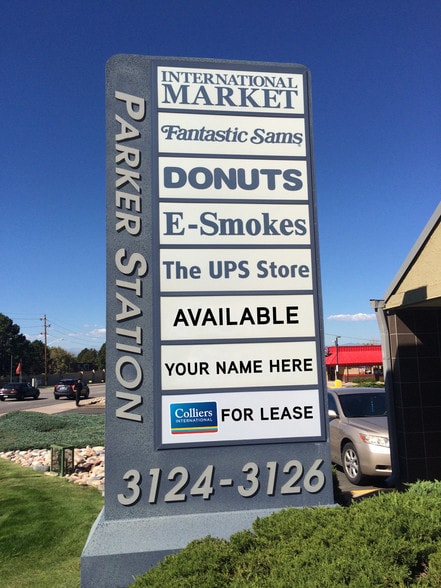 PARKER STATION
INTERNATIONAL
MARKET
Fantastic Sams
DONUTS
E-Smokes
The UPS Store
AVAILABLE
YOUR NAME HERE
Colliers
INTERNATIONAL
FOR LEASE
3124-3126